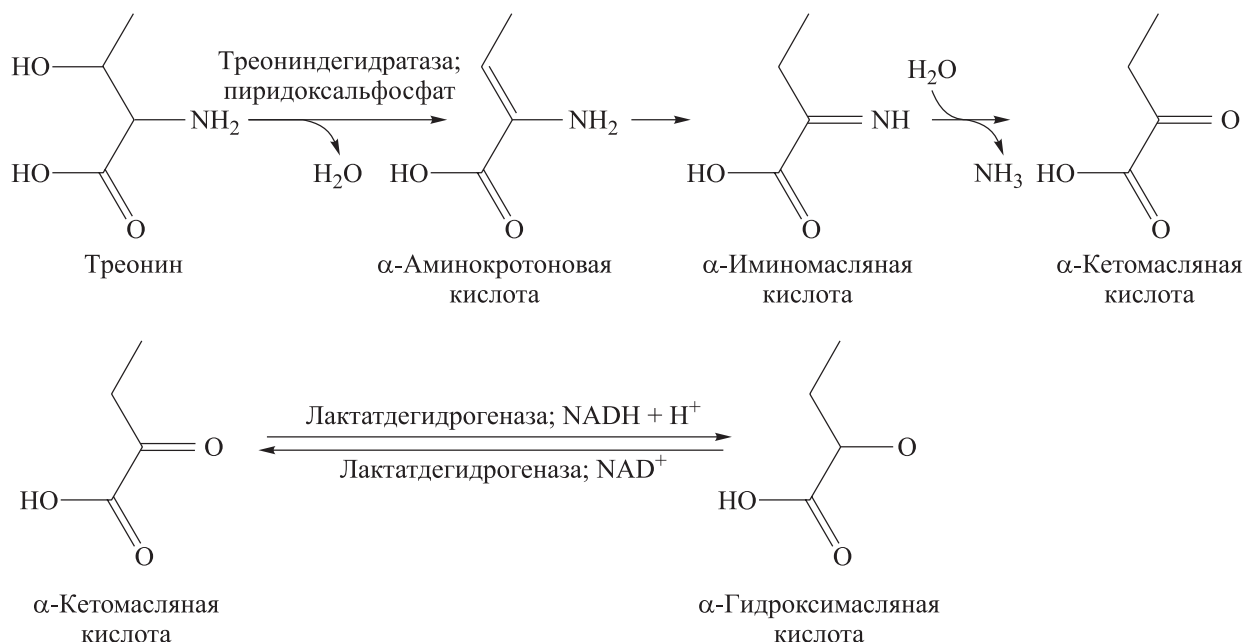 HO
Треониндегидратаза;
пиридоксальфосфат
NH₂
H₂O
HO
O
Треонин
NH₂
HO
O
α-Аминокротоновая
кислота
NH
HO
O
α-Иминомасляная
кислота
H₂O
NH₃
O
HO
O
α-Кетомасляная
кислота
O
HO
O
α-Кетомасляная
кислота
Лактатдегидрогеназа; NADH + H⁺
Лактатдегидрогеназа; NAD⁺
O
HO
O
α-Гидроксимасляная
кислота